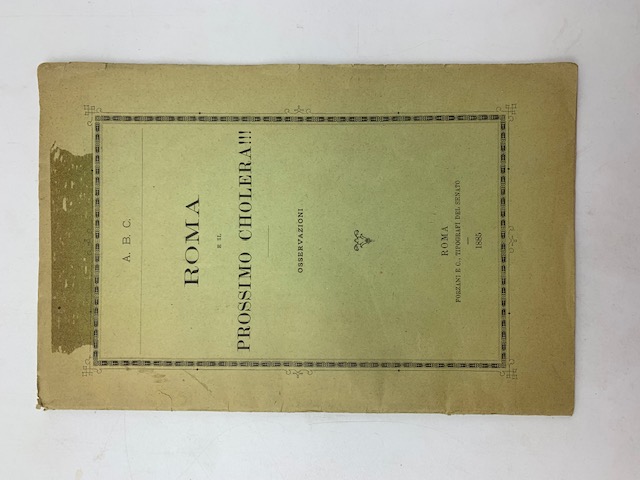 A. B. C.
ROMA
E IL
PROSSIMO CHOLERA!!!
OSSERVAZIONI
ROMA
FORZANI E C., TIPOGRAFI DEL SENATO
1885